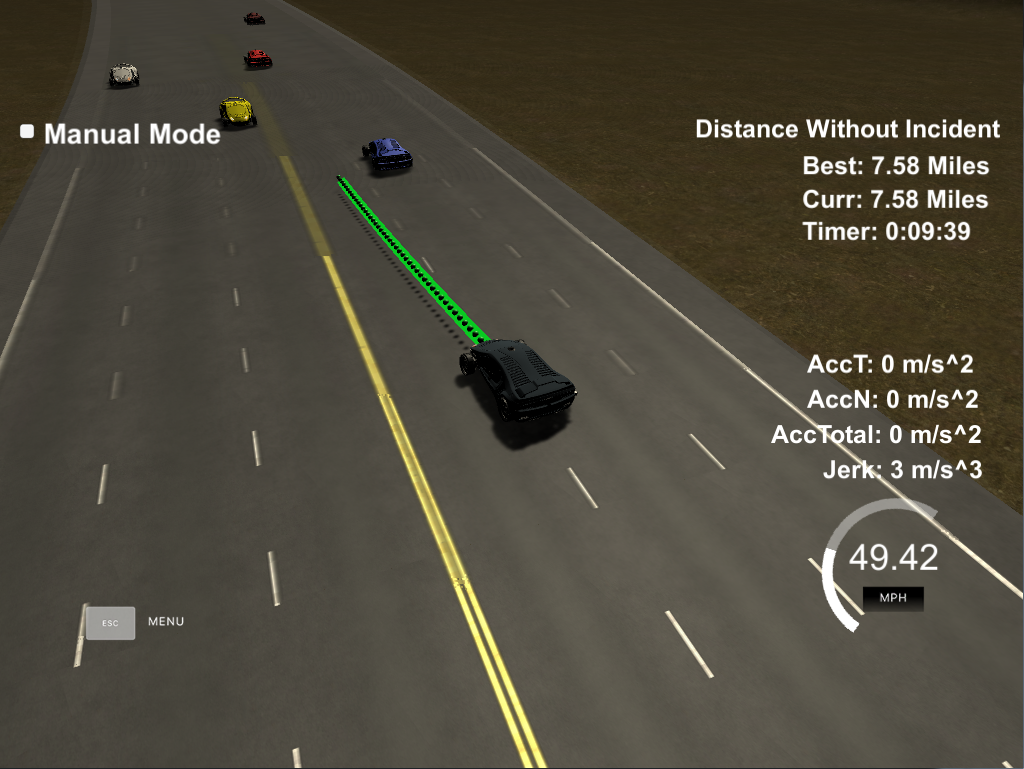 Manual Mode
Distance Without Incident
Best: 7.58 Miles
Curr: 7.58 Miles
Timer: 0:09:39
AccT: 0 m/s^2
AccN: 0 m/s^2
AccTotal: 0 m/s^2
Jerk: 3 m/s^3
49.42
MPH
ESC MENU